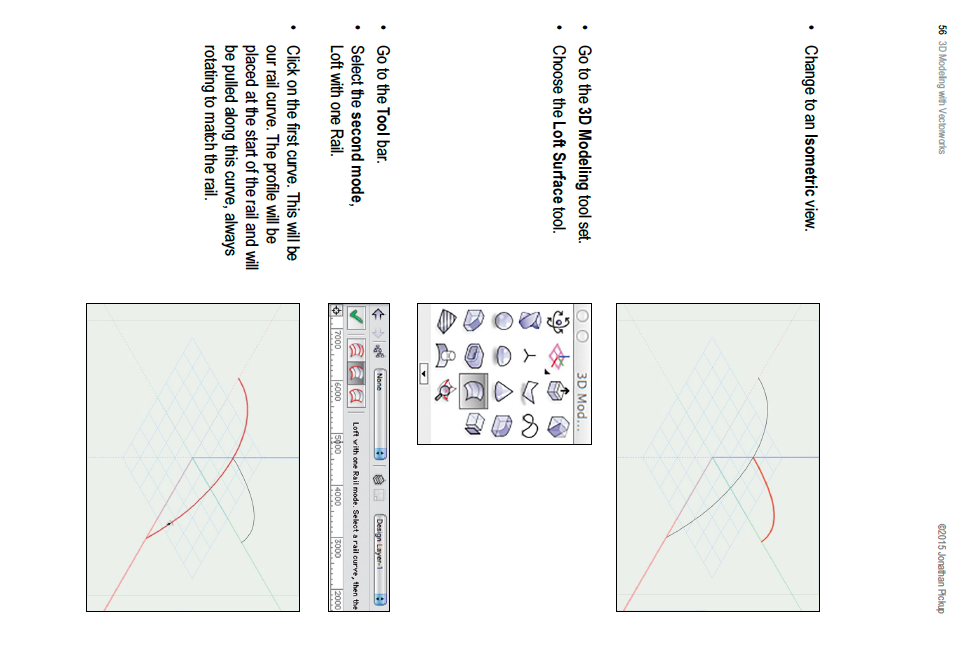 56 3D Modeling with Vectorworks
©2015 Jonathan Pickup
• Change to an Isometric view.
• Go to the 3D Modeling tool set.
• Choose the Loft Surface tool.
3D Mod...
• Go to the Tool bar.
• Select the second mode,
Loft with one Rail.
None
Design Layer-1
Loft with one Rail mode. Select a rail curve, then the
7000 6000 5000 4000 3000 2000
• Click on the first curve. This will be
our rail curve. The profile will be
placed at the start of the rail and will
be pulled along this curve, always
rotating to match the rail.